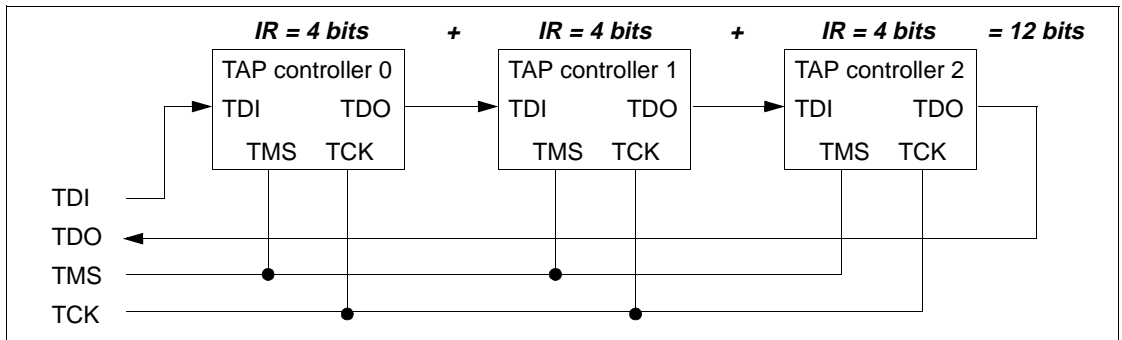 IR = 4 bits + IR = 4 bits + IR = 4 bits = 12 bits
TAP controller 0 TAP controller 1 TAP controller 2
TDI TDO TDI TDO TDI TDO
TMS TCK TMS TCK TMS TCK
TDI
TDO
TMS
TCK